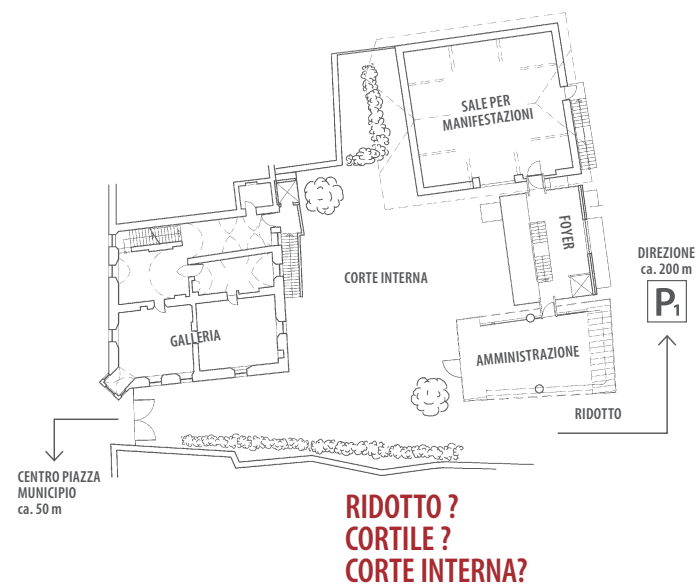 SALE PER
MANIFESTAZIONI
FOYER
DIREZIONE
ca. 200 m
P1
CORTE INTERNA
GALLERIA
AMMINISTRAZIONE
RIDOTTO
CENTRO PIAZZA
MUNICIPIO
ca. 50 m
RIDOTTO ?
CORTILE ?
CORTE INTERNA?